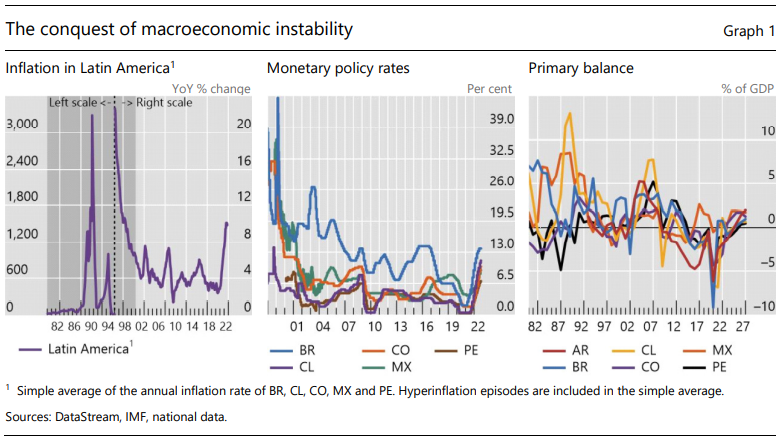 The conquest of macroeconomic instability
Graph 1
Inflation in Latin America1
Monetary policy rates
Primary balance
YoY % change
Per cent
% of GDP
Left scale <- -> Right scale
3,000
2,400
1,800
1,200
600
0
20
16
12
8
4
0
82 86 90 94 98 02 06 10 14 18 22
Latin America1
39.0
32.5
26.0
19.5
13.0
6.5
0.0
01 04 07 10 13 16 19 22
BR CO PE
CL MX
10
5
0
−5
−10
82 87 92 97 02 07 12 17 22 27
AR CL MX
BR CO PE
1 Simple average of the annual inflation rate of BR, CL, CO, MX and PE. Hyperinflation episodes are included in the simple average.
Sources: DataStream, IMF, national data.